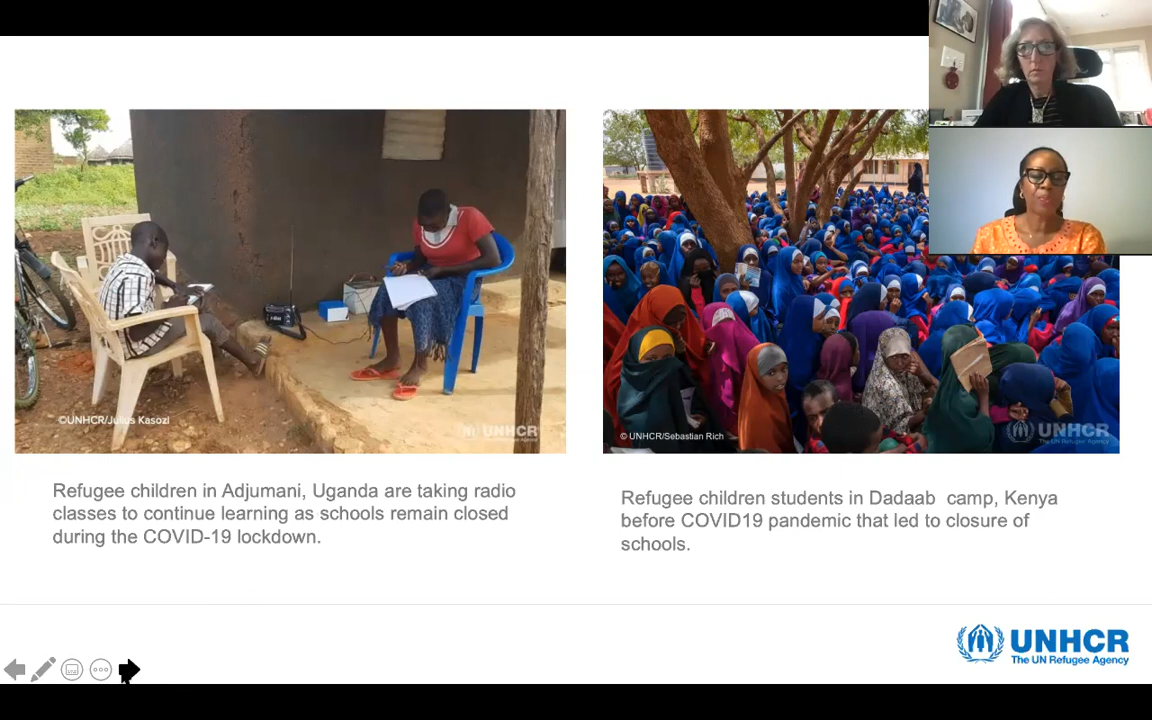 ©UNHCR/Julius Kasozi
UNHCR
© UNHCR/Sebastian Rich
UNHCR
The UN Refugee Agency
Refugee children in Adjumani, Uganda are taking radio
classes to continue learning as schools remain closed
during the COVID-19 lockdown.
Refugee children students in Dadaab  camp, Kenya
before COVID19 pandemic that led to closure of
schools.
UNHCR
The UN Refugee Agency